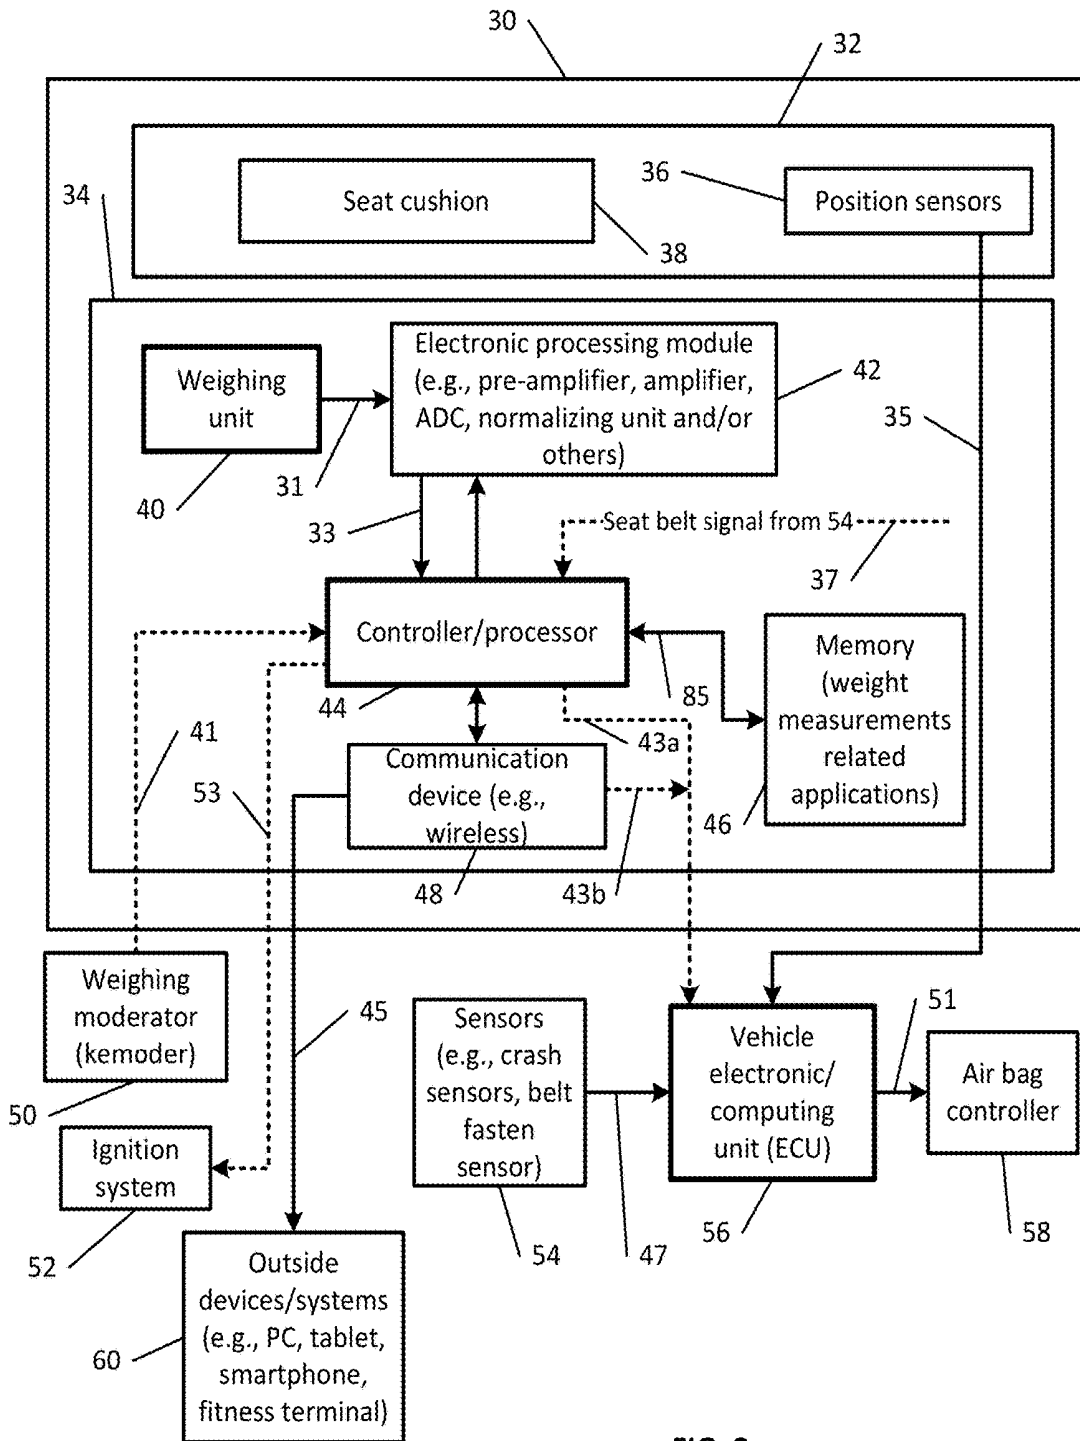 30
32
34
36
Seat cushion
Position sensors
38
Weighing
unit
Electronic processing module
(e.g., pre-amplifier, amplifier,
ADC, normalizing unit and/or
others)
42
35
31
40
33
Seat belt signal from 54
37
Controller/processor
44
85
Memory
(weight
measurements
related
applications)
41
43a
53
Communication
device (e.g.,
wireless)
46
48
43b
Weighing
moderator
(kemoder)
45
Sensors
(e.g., crash
sensors, belt
fasten
sensor)
Vehicle
electronic/
computing
unit (ECU)
51
Air bag
controller
50
Ignition
system
52
54
47
56
58
Outside
devices/systems
(e.g., PC, tablet,
smartphone,
fitness terminal)
60